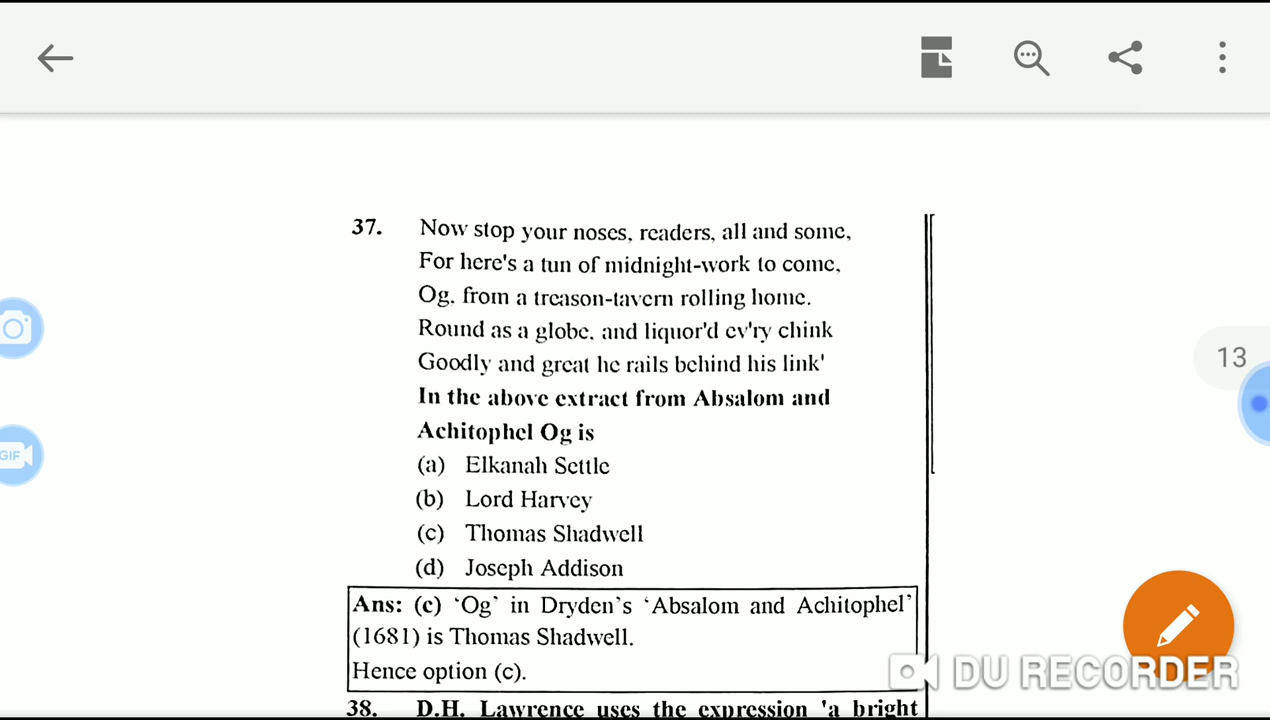 37. Now stop your noses, readers, all and some,
For here's a tun of midnight-work to come,
Og, from a treason-tavern rolling home.
Round as a globe, and liquor'd ev'ry chink
Goodly and great he rails behind his link'
In the above extract from Absalom and
Achitophel Og is
(a) Elkanah Settle
(b) Lord Harvey
(c) Thomas Shadwell
(d) Joseph Addison
Ans: (c) 'Og' in Dryden's 'Absalom and Achitophel'
(1681) is Thomas Shadwell.
Hence option (c).
38. D.H. Lawrence uses the expression 'a bright
13
GIF
DU RECORDER